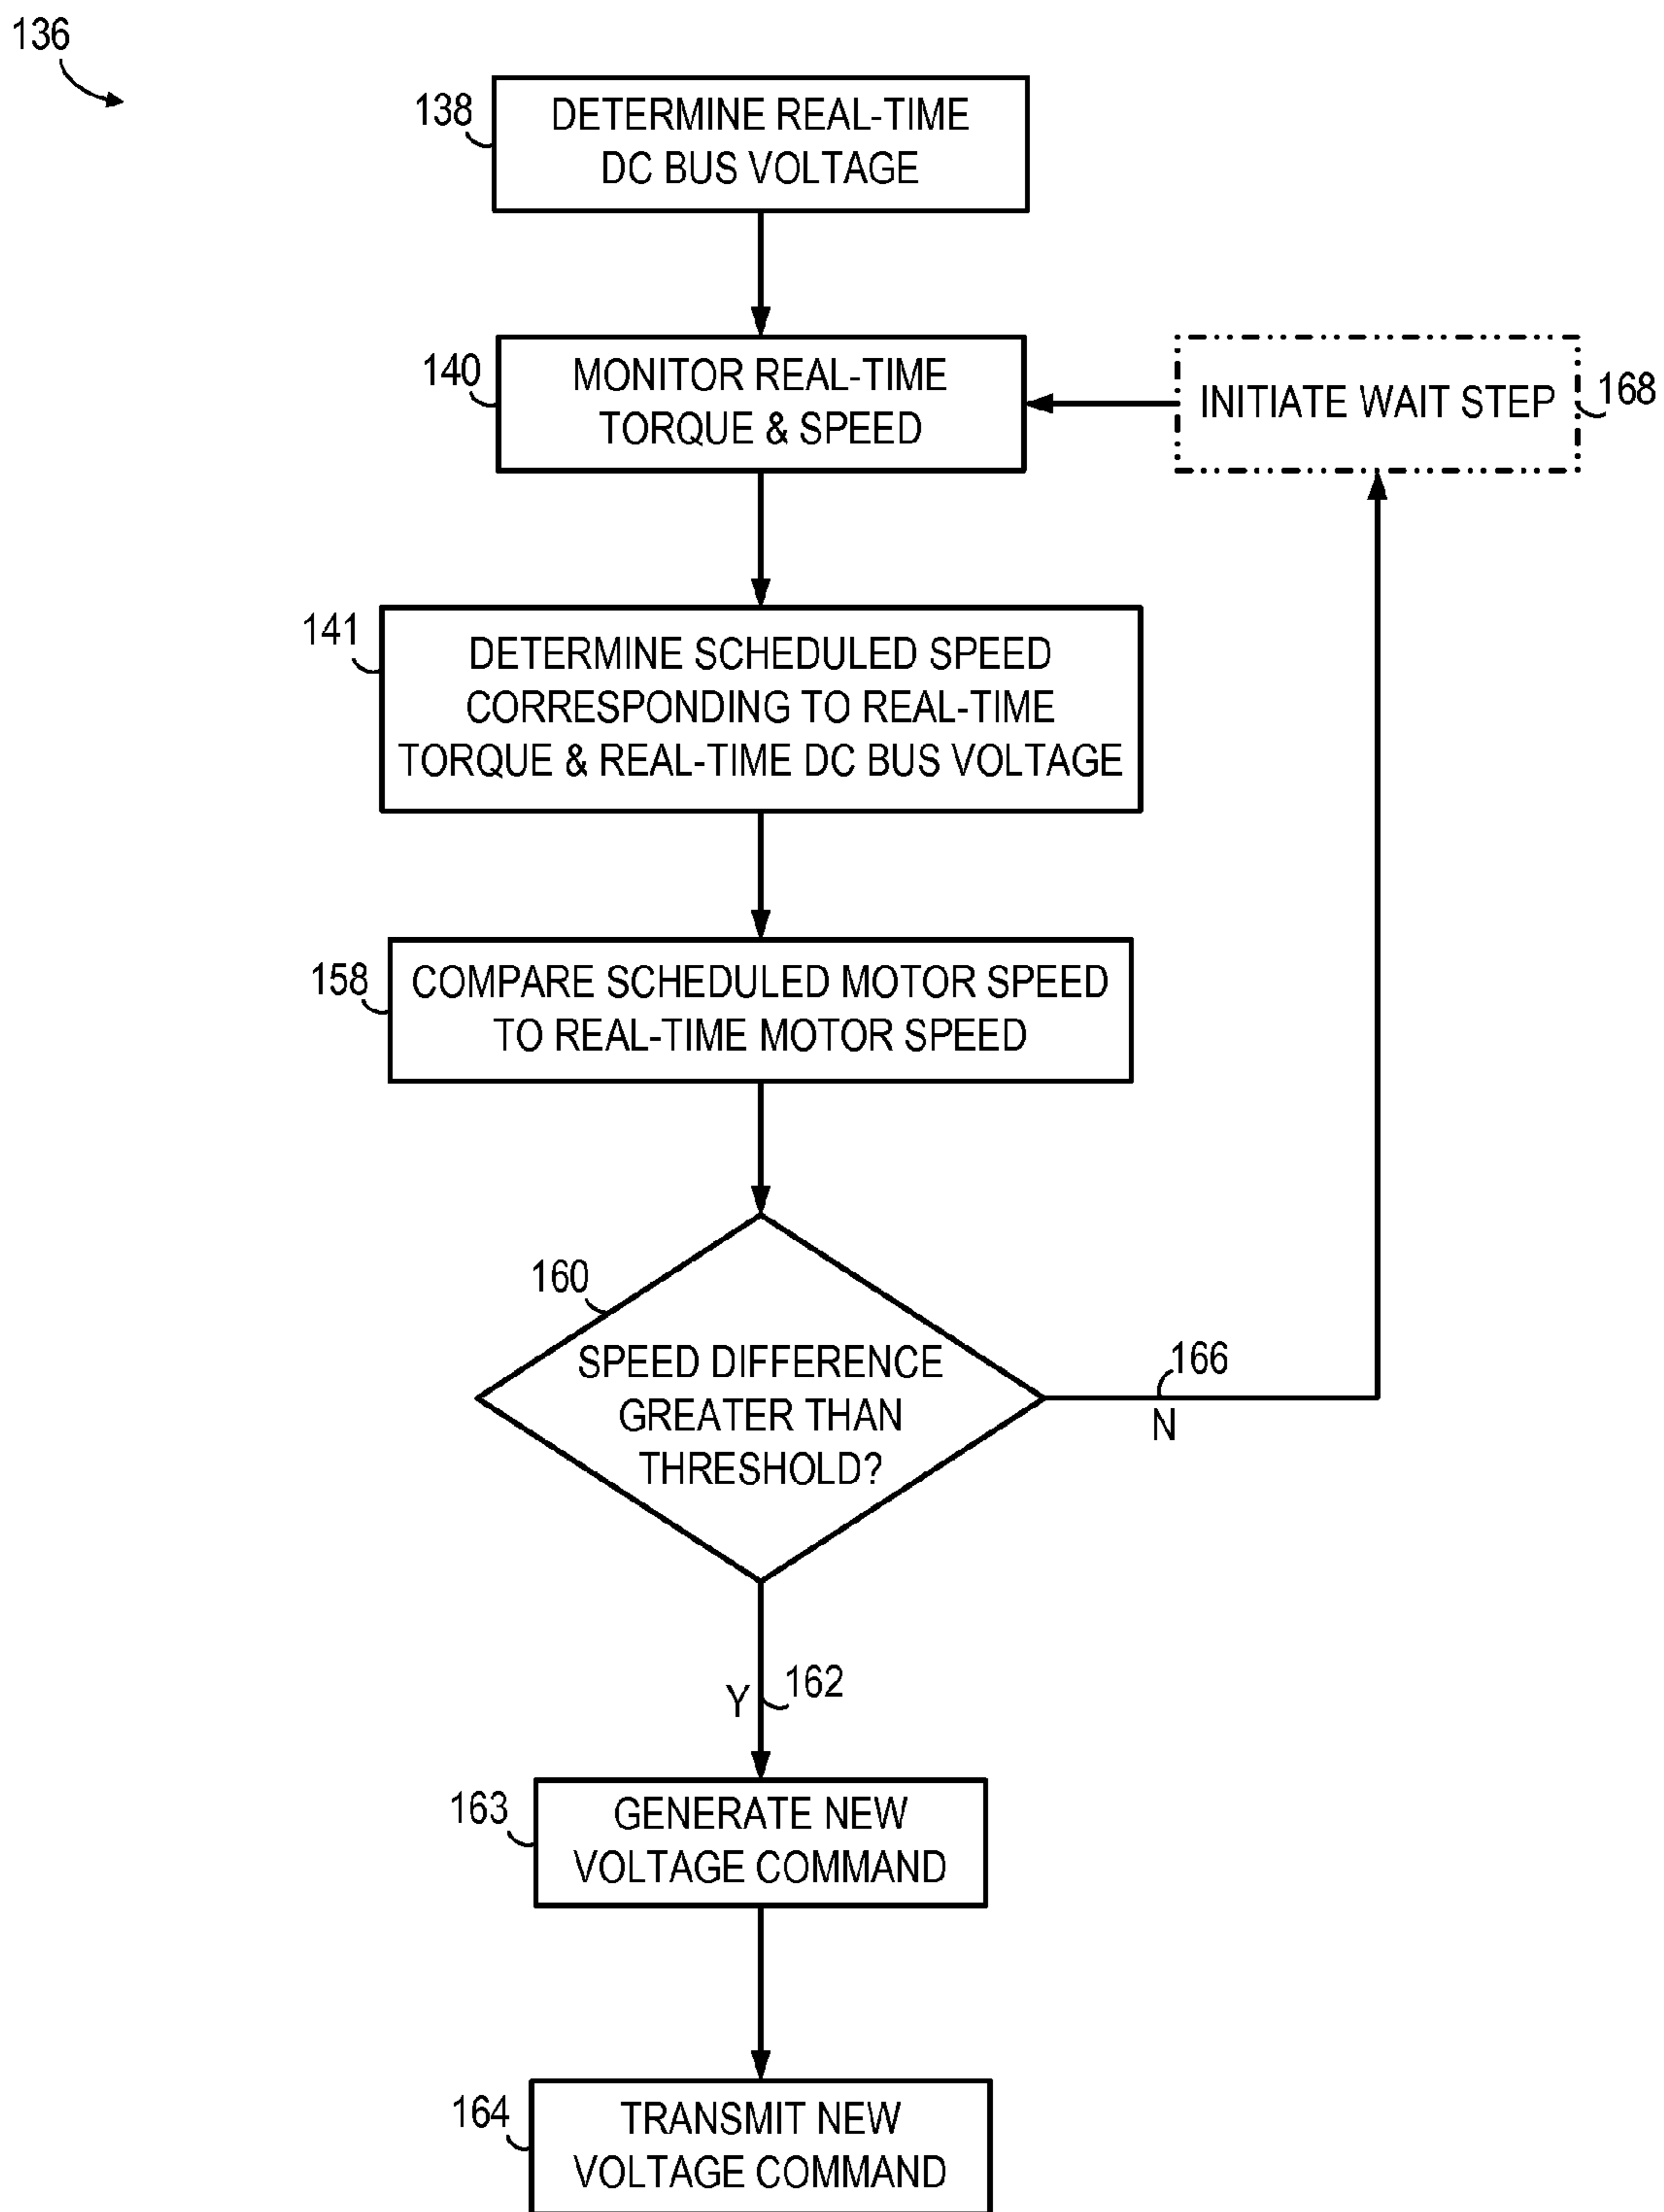 136
138
DETERMINE REAL-TIME
DC BUS VOLTAGE
140
MONITOR REAL-TIME
TORQUE & SPEED
INITIATE WAIT STEP
168
141
DETERMINE SCHEDULED SPEED
CORRESPONDING TO REAL-TIME
TORQUE & REAL-TIME DC BUS VOLTAGE
158
COMPARE SCHEDULED MOTOR SPEED
TO REAL-TIME MOTOR SPEED
160
SPEED DIFFERENCE
GREATER THAN
THRESHOLD?
166
N
162
Y
163
GENERATE NEW
VOLTAGE COMMAND
164
TRANSMIT NEW
VOLTAGE COMMAND